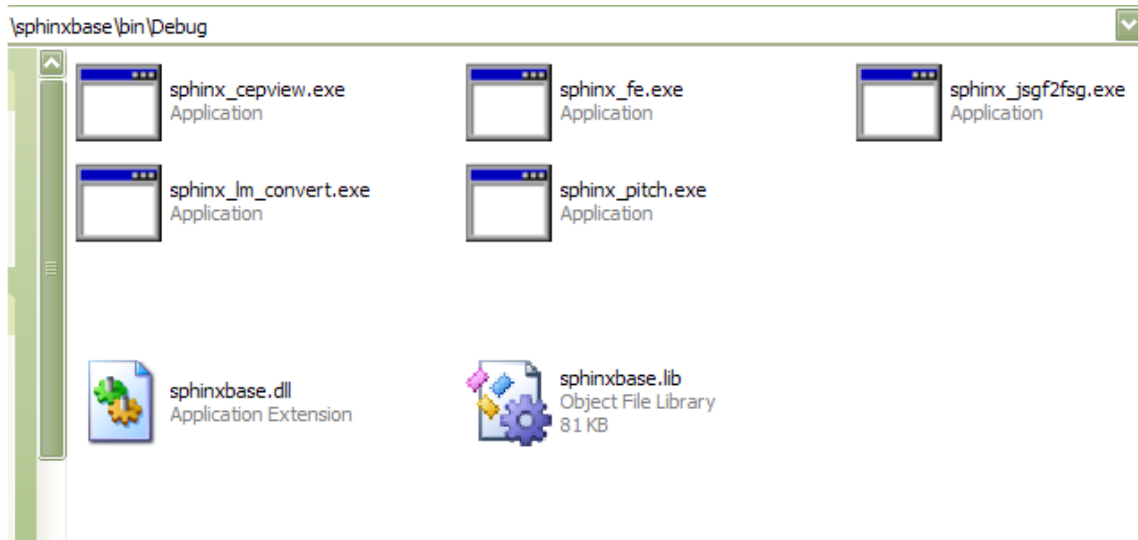 \sphinxbase\bin\Debug
sphinx_cepview.exe
Application
sphinx_fe.exe
Application
sphinx_jsgf2fsg.exe
Application
sphinx_lm_convert.exe
Application
sphinx_pitch.exe
Application
sphinxbase.dll
Application Extension
sphinxbase.lib
Object File Library
81 KB